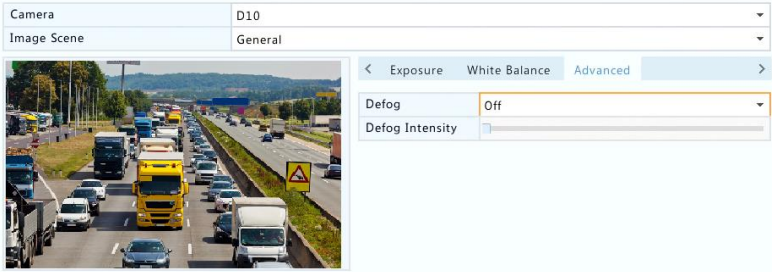 Camera D10
Image Scene General
Exposure White Balance Advanced
Defog Off
Defog Intensity